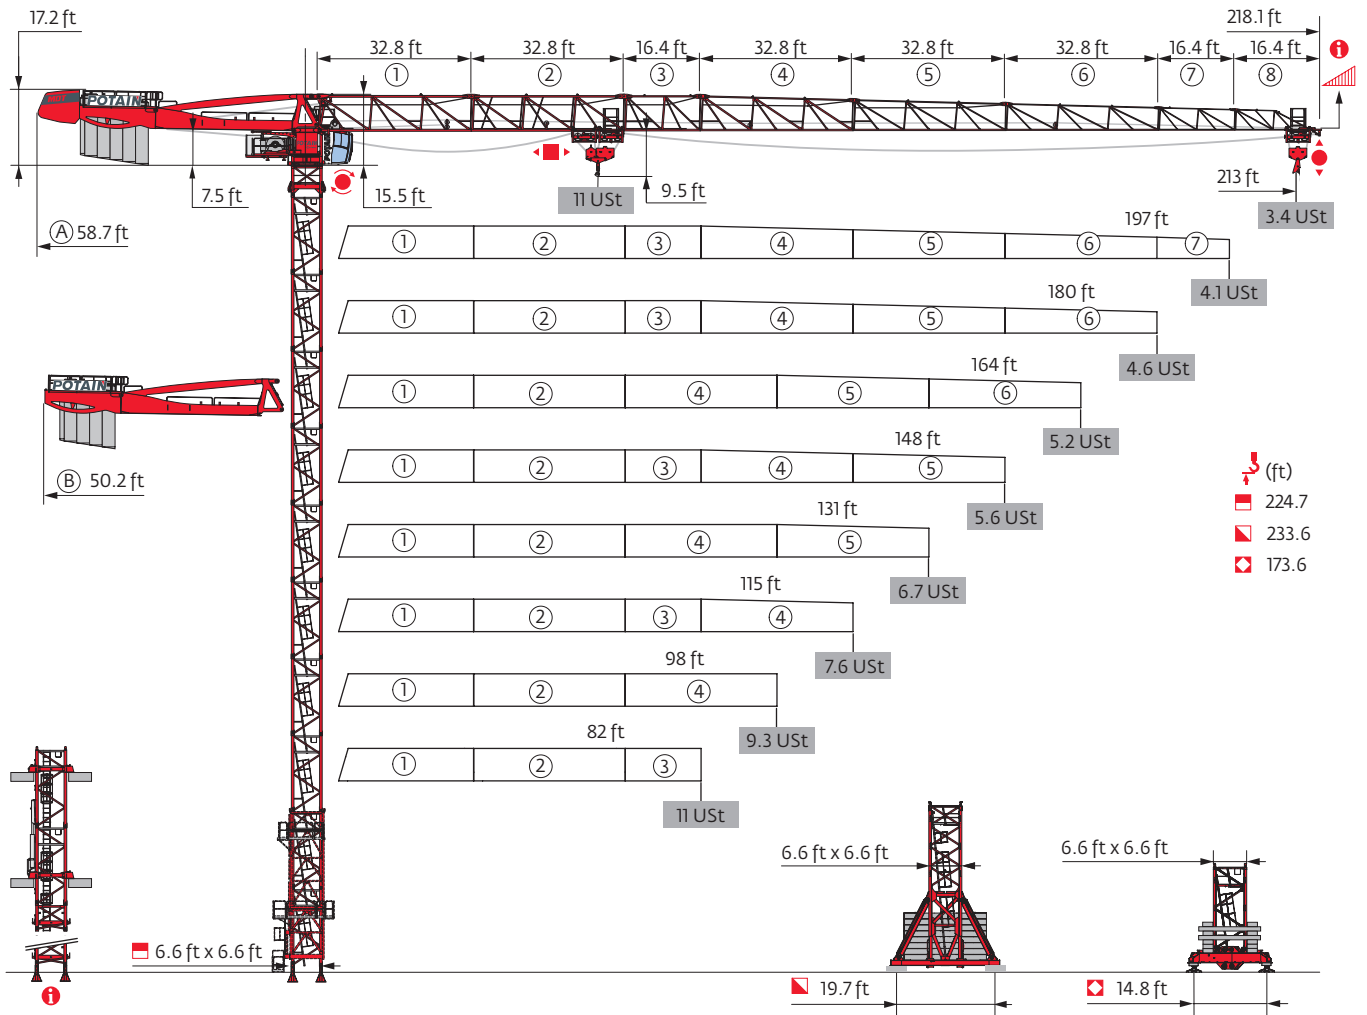 17.2 ft
218.1 ft
32.8 ft 32.8 ft 16.4 ft 32.8 ft 32.8 ft 32.8 ft 16.4 ft 16.4 ft
1 2 3 4 5 6 7 8
i
POTAIN
7.5 ft
15.5 ft
9.5 ft
11 USt
213 ft
3.4 USt
A 58.7 ft
197 ft
1 2 3 4 5 6 7
4.1 USt
180 ft
1 2 3 4 5 6
4.6 USt
POTAIN
164 ft
1 2 4 5 6
5.2 USt
B 50.2 ft
148 ft
1 2 3 4 5
5.6 USt
(ft)
224.7
233.6
173.6
131 ft
1 2 4 5
6.7 USt
115 ft
1 2 3 4
7.6 USt
98 ft
1 2 4
9.3 USt
82 ft
1 2 3
11 USt
6.6 ft x 6.6 ft
6.6 ft x 6.6 ft
6.6 ft x 6.6 ft
i
19.7 ft
14.8 ft